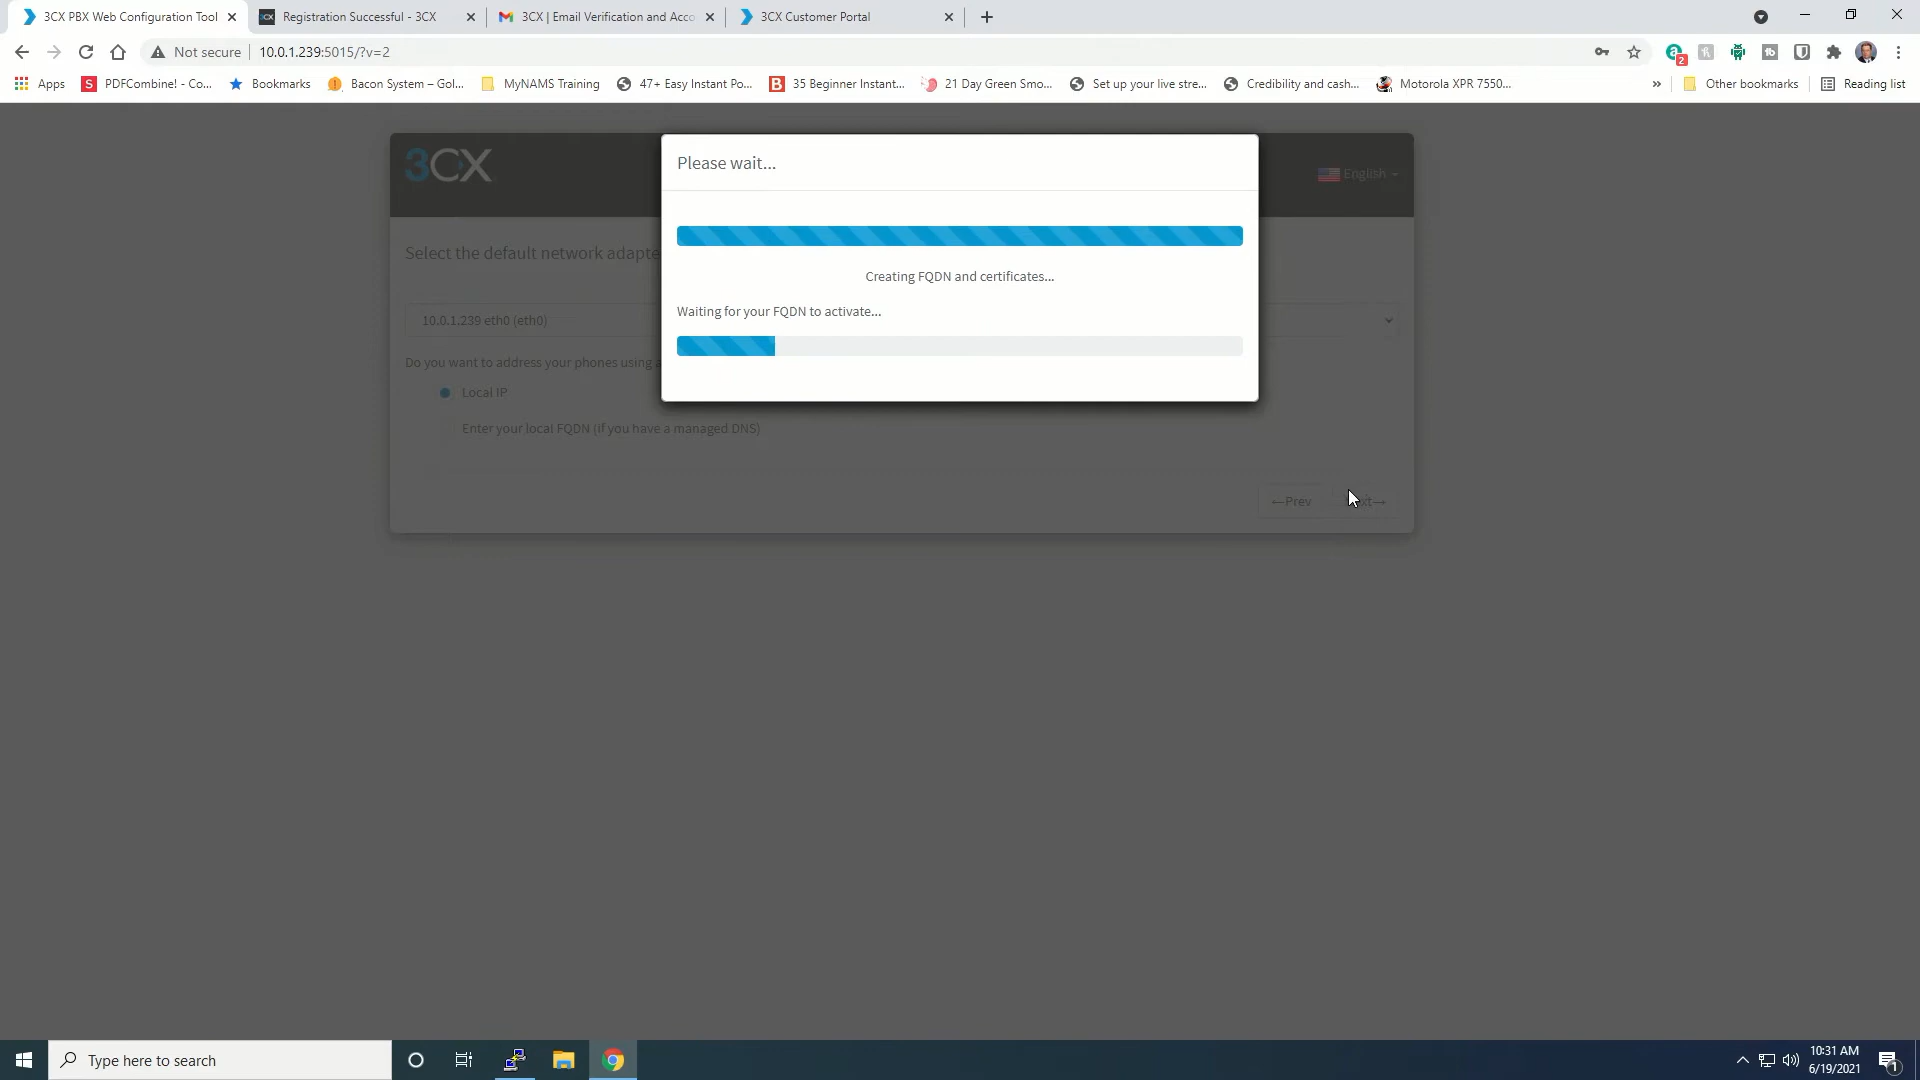 3CX PBX Web Configuration Tool
3CX
Registration Successful - 3CX
3CX | Email Verification and Acco
3CX Customer Portal
Not secure
10.0.1.239:5015/?v=2
2
Apps
S
PDFCombine! - Co...
Bookmarks
Bacon System – Gol...
MyNAMS Training
47+ Easy Instant Po...
B
35 Beginner Instant...
21 Day Green Smo...
Set up your live stre...
Credibility and cash...
Motorola XPR 7550...
»
Other bookmarks
Reading list
3CX
English
Please wait...
Creating FQDN and certificates...
Waiting for your FQDN to activate...
Select the default network adapte
10.0.1.239 eth0 (eth0)
Do you want to address your phones using a
Local IP
Enter your local FQDN (if you have a managed DNS)
←Prev
Type here to search
10:31 AM
6/19/2021
1